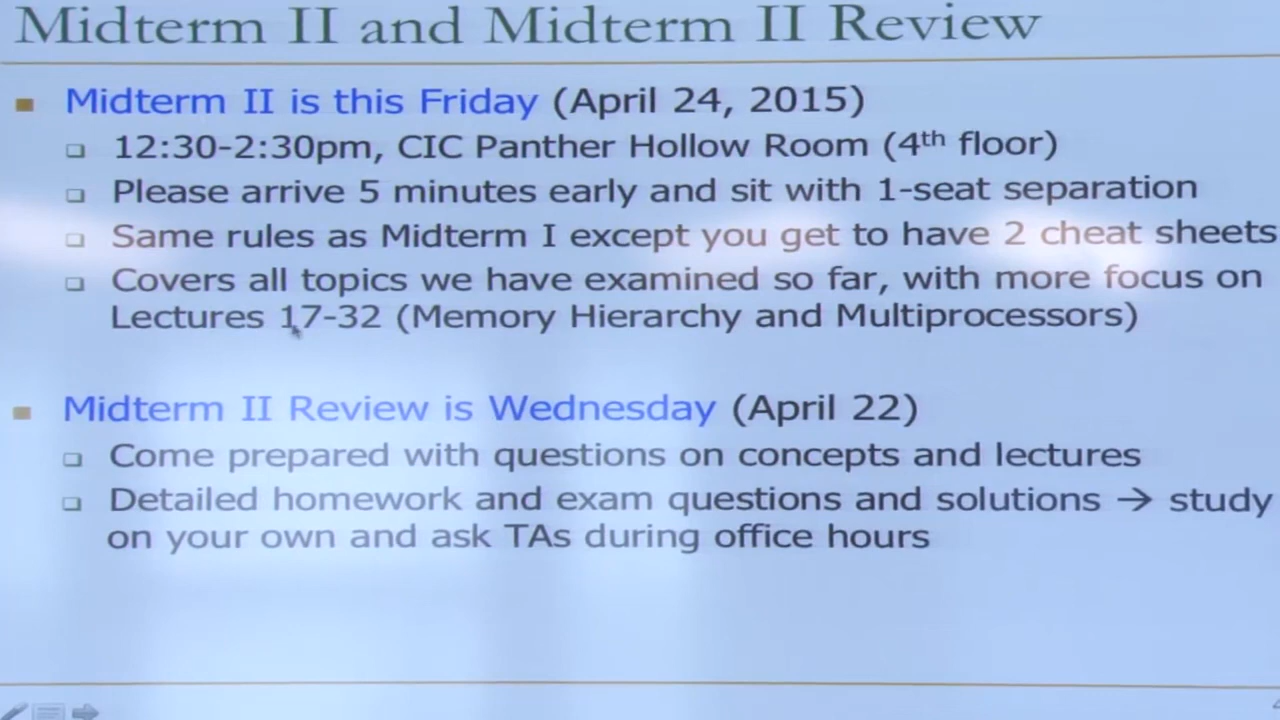 Midterm II and Midterm II Review
Midterm II is this Friday (April 24, 2015)
12:30-2:30pm, CIC Panther Hollow Room (4th floor)
Please arrive 5 minutes early and sit with 1-seat separation
Same rules as Midterm I except you get to have 2 cheat sheets
Covers all topics we have examined so far, with more focus on
Lectures 17-32 (Memory Hierarchy and Multiprocessors)
Midterm II Review is Wednesday (April 22)
Come prepared with questions on concepts and lectures
Detailed homework and exam questions and solutions → study
on your own and ask TAs during office hours